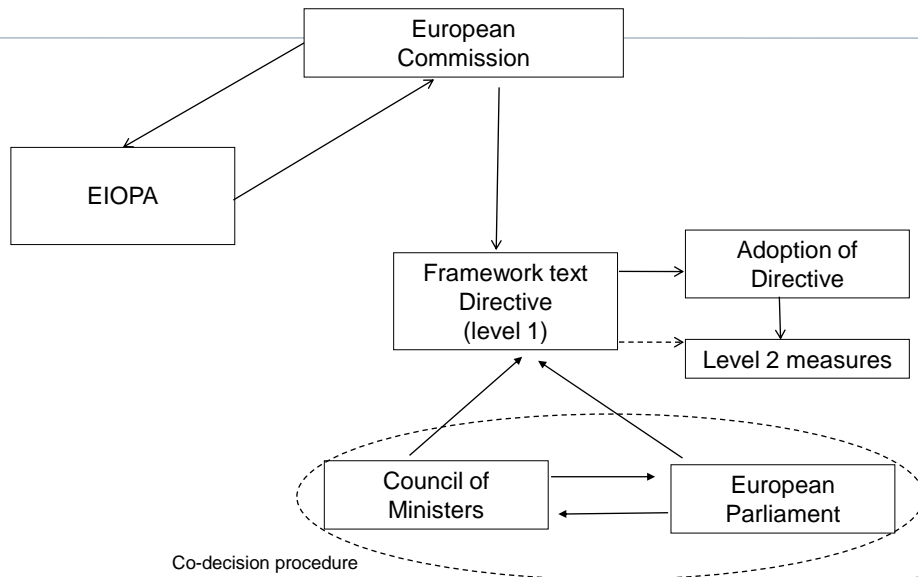 European
Commission
EIOPA
Framework text
Directive
(level 1)
Adoption of
Directive
Level 2 measures
Council of
Ministers
European
Parliament
Co-decision procedure